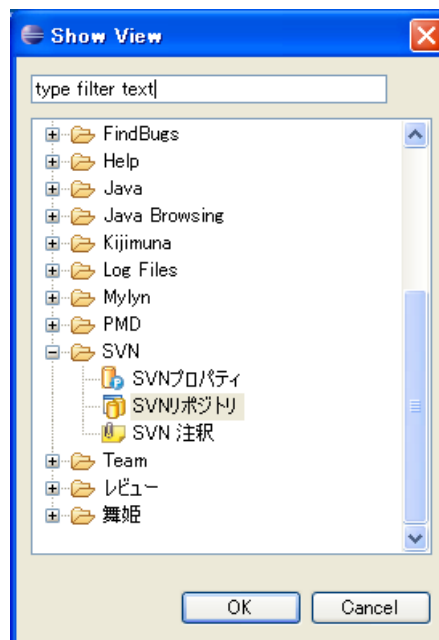 Show View
type filter text
FindBugs
Help
Java
Java Browsing
Kijimuna
Log Files
Mylyn
PMD
SVN
SVNプロパティ
SVNリポジトリ
SVN 注釈
Team
レビュー
舞姫
OK
Cancel